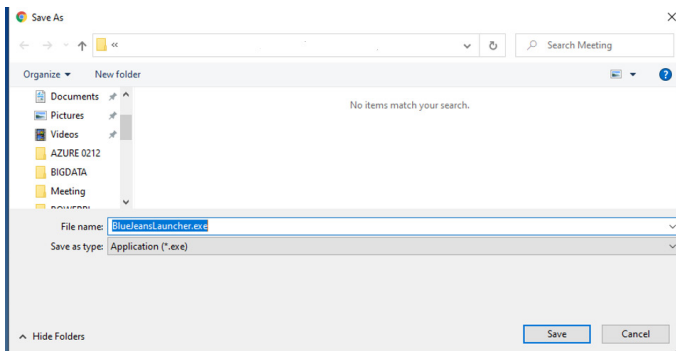 Save As
«
Search Meeting
Organize
New folder
Documents
Pictures
Videos
AZURE 0212
BIGDATA
Meeting
No items match your search.
File name: BlueJeansLauncher.exe
Save as type: Application (*.exe)
Hide Folders
Save
Cancel